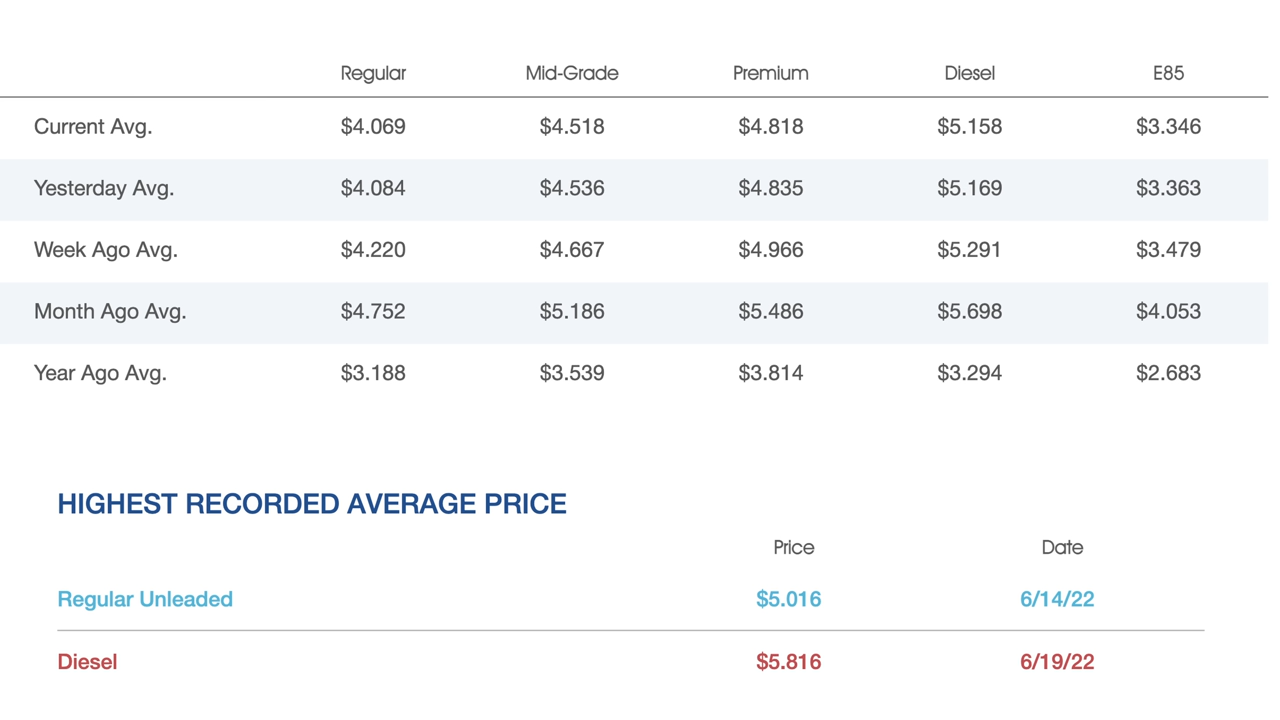 Regular Mid-Grade Premium Diesel E85
Current Avg. $4.069 $4.518 $4.818 $5.158 $3.346
Yesterday Avg. $4.084 $4.536 $4.835 $5.169 $3.363
Week Ago Avg. $4.220 $4.667 $4.966 $5.291 $3.479
Month Ago Avg. $4.752 $5.186 $5.486 $5.698 $4.053
Year Ago Avg. $3.188 $3.539 $3.814 $3.294 $2.683
HIGHEST RECORDED AVERAGE PRICE
Price Date
Regular Unleaded $5.016 6/14/22
Diesel $5.816 6/19/22